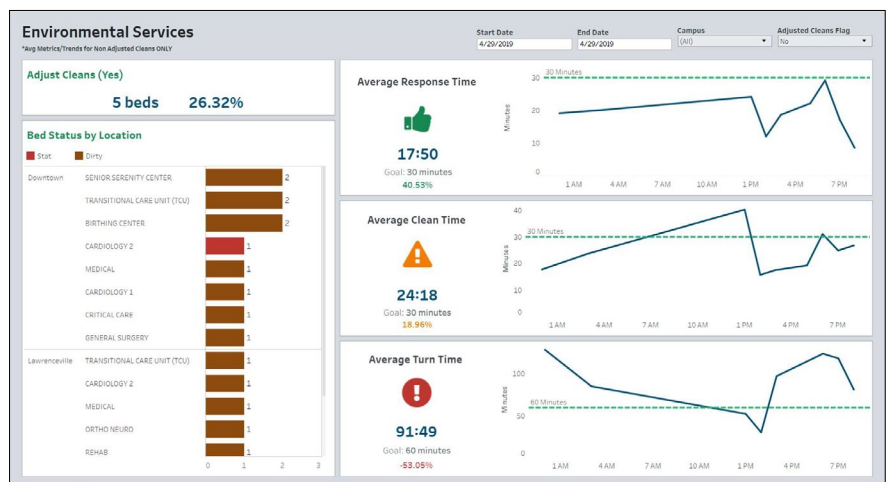 Environmental Services
*Avg Metrics/Trends for Non Adjusted Cleans ONLY
Start Date
4/29/2019
End Date
4/29/2019
Campus
(All)
Adjusted Cleans Flag
No
Adjust Cleans (Yes)
5 beds 26.32%
Bed Status by Location
Stat Dirty
Downtown SENIOR SERENITY CENTER 2
TRANSITIONAL CARE UNIT (TCU) 2
BIRTHING CENTER 2
CARDIOLOGY 2 1
MEDICAL 1
CARDIOLOGY 1 1
CRITICAL CARE 1
GENERAL SURGERY 1
Lawrenceville TRANSITIONAL CARE UNIT (TCU) 1
CARDIOLOGY 2 1
MEDICAL 1
ORTHO NEURO 1
REHAB 1
0 1 2 3
Average Response Time
17:50
Goal: 30 minutes
40.53%
Minutes
30 Minutes
30
20
10
0
1 AM 4 AM 7 AM 10 AM 1 PM 4 PM 7 PM
Average Clean Time
24:18
Goal: 30 minutes
18.96%
Minutes
40
30 30 Minutes
20
10
0
1 AM 4 AM 7 AM 10 AM 1 PM 4 PM 7 PM
Average Turn Time
91:49
Goal: 60 minutes
-53.05%
Minutes
100
60 Minutes
50
0
1 AM 4 AM 7 AM 10 AM 1 PM 4 PM 7 PM